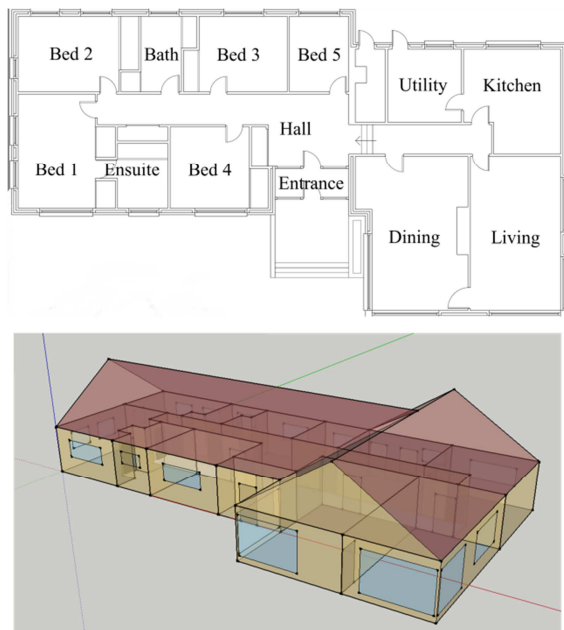 Bed 2
Bath
Bed 3
Bed 5
Utility
Kitchen
Hall
Bed 1
Ensuite
Bed 4
Entrance
Dining
Living